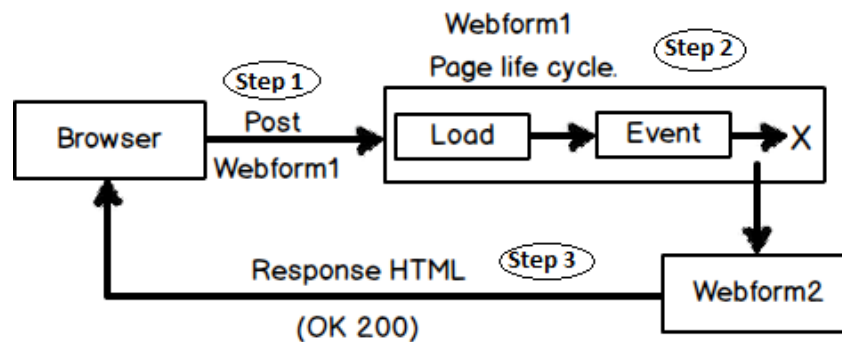 Webform1
Page life cycle.
Step 2
Step 1
Browser
Post
Webform1
Load
Event
X
Response HTML
Step 3
(OK 200)
Webform2